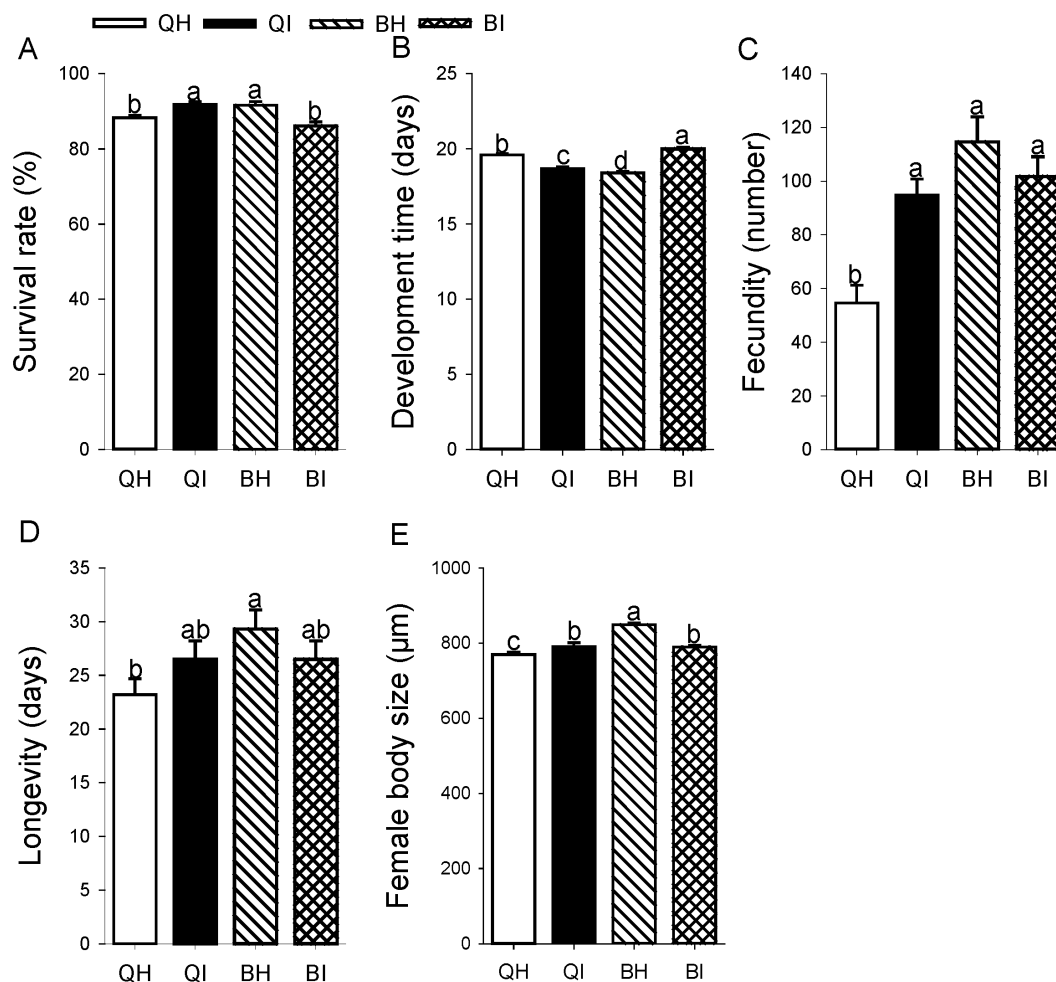 QH QI BH BI
A
Survival rate (%)
100
80
60
40
20
0
b a a b
QH QI BH BI
B
Development time (days)
25
20
15
10
5
0
b c d a
QH QI BH BI
C
Fecundity (number)
140
120
100
80
60
40
20
0
b a a a
QH QI BH BI
D
Longevity (days)
35
30
25
20
15
10
5
0
b ab a ab
QH QI BH BI
E
Female body size (μm)
1000
800
600
400
200
0
c b a b
QH QI BH BI